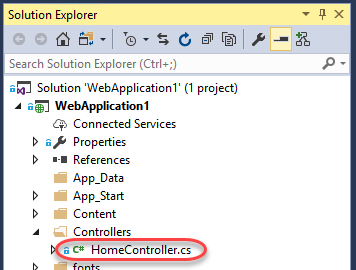 Solution Explorer
Search Solution Explorer (Ctrl+;)
Solution 'WebApplication1' (1 project)
WebApplication1
Connected Services
Properties
References
App_Data
App_Start
Content
Controllers
C# HomeController.cs
fonts